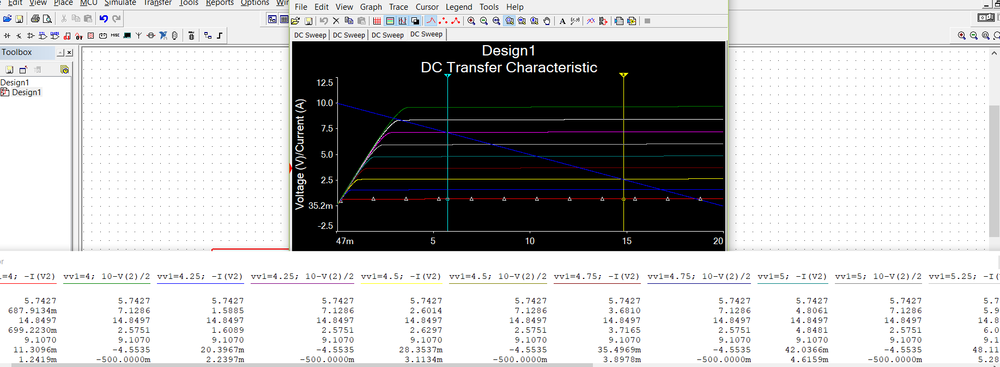 Edit View Place MCU Simulate Transfer Tools Reports Options
File Edit View Graph Trace Cursor Legend Tools Help
MISC
A
DC Sweep DC Sweep DC Sweep DC Sweep
Toolbox
Design1
Design1
Design1
DC Transfer Characteristic
Voltage (V)/Current (A)
12.5
10.0
7.5
5.0
2.5
35.2m
-2.5
47m 5 10 15 20
1 2
or
=4; -I(V2) vv1=4; 10-V(2)/2 vv1=4.25; -I(V2) vv1=4.25; 10-V(2)/2 vv1=4.5; -I(V2) vv1=4.5; 10-V(2)/2 vv1=4.75; -I(V2) vv1=4.75; 10-V(2)/2 vv1=5; -I(V2) vv1=5; 10-V(2)/2 vv1=5.25; -I(
5.7427 5.7427 5.7427 5.7427 5.7427 5.7427 5.7427 5.7427 5.7427 5.7427 5.7
687.9134m 7.1286 1.5885 7.1286 2.6014 7.1286 3.6810 7.1286 4.8061 7.1286 5.9
14.8497 14.8497 14.8497 14.8497 14.8497 14.8497 14.8497 14.8497 14.8497 14.8497 14.8
699.2230m 2.5751 1.6089 2.5751 2.6297 2.5751 3.7165 2.5751 4.8481 2.5751 6.0
9.1070 9.1070 9.1070 9.1070 9.1070 9.1070 9.1070 9.1070 9.1070 9.1070 9.1
11.3096m -4.5535 20.3967m -4.5535 28.3537m -4.5535 35.4969m -4.5535 42.0366m -4.5535 48.11
1.2419m -500.0000m 2.2397m -500.0000m 3.1134m -500.0000m 3.8978m -500.0000m 4.6159m -500.0000m 5.28